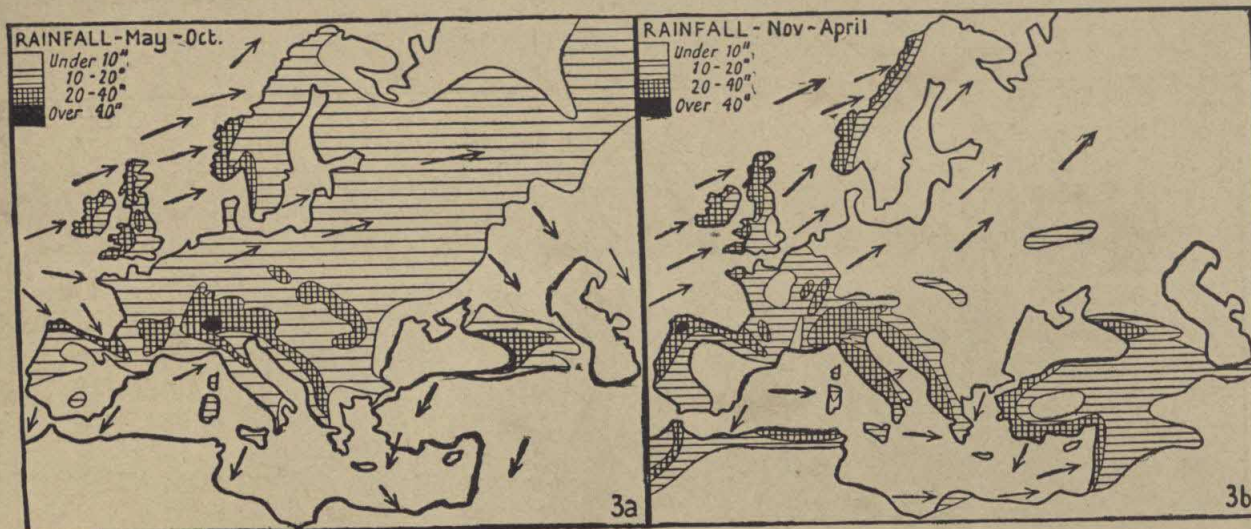 RAINFALL-May-Oct.
Under 10"
10-20"
20-40"
Over 40"
3a
RAINFALL-Nov-April
Under 10"
10-20"
20-40"
Over 40"
3b